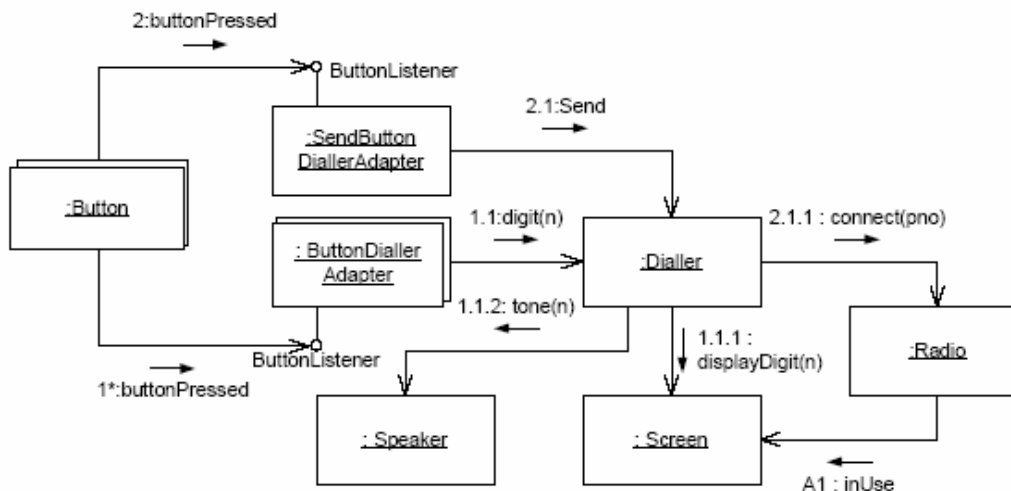 2:buttonPressed
ButtonListener
2.1:Send
:SendButton
DiallerAdapter
:Button
1.1:digit(n)
2.1.1 : connect(pno)
: ButtonDialler
Adapter
:Dialler
1.1.2: tone(n)
ButtonListener
1.1.1 :
displayDigit(n)
:Radio
1*:buttonPressed
: Speaker
: Screen
A1 : inUse